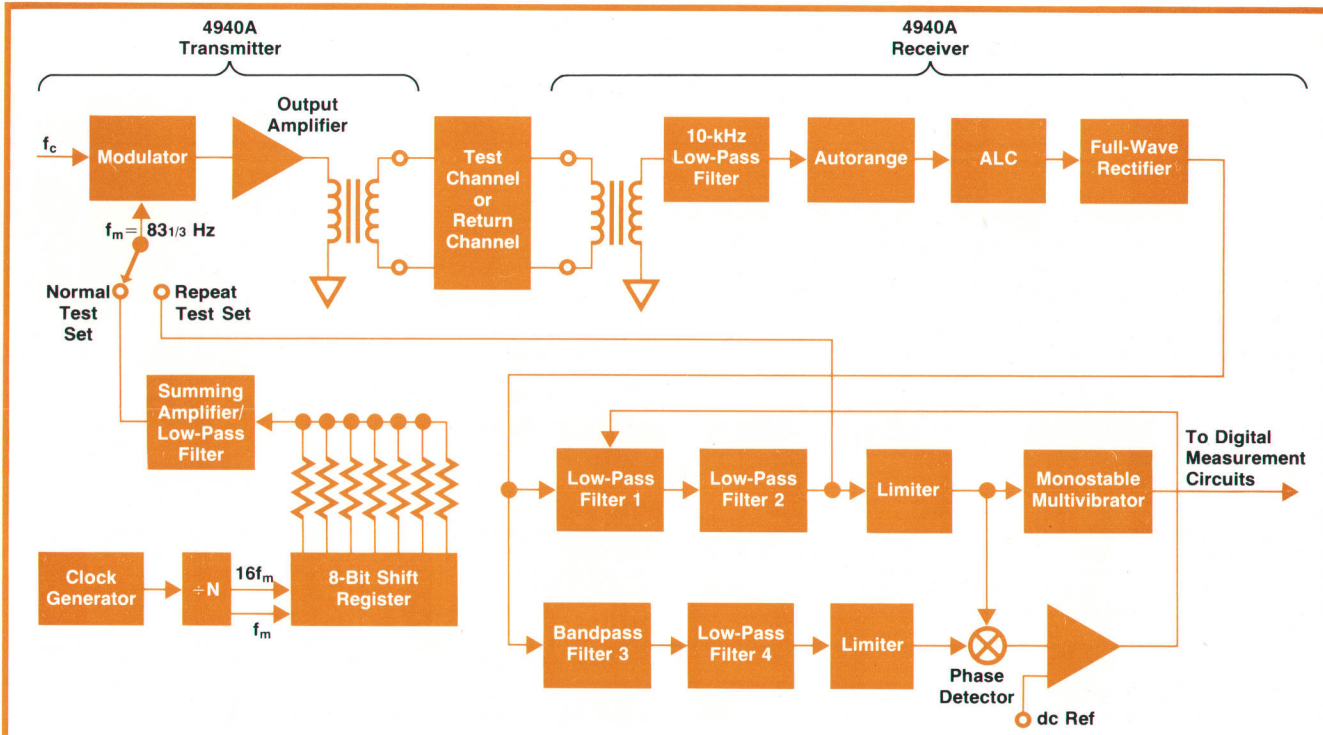 4940A
Transmitter
4940A
Receiver
Output
Amplifier
fc
Modulator
Test
Channel
or
Return
Channel
10-kHz
Low-Pass
Filter
Autorange
ALC
Full-Wave
Rectifier
fm= 83 1/3 Hz
Normal
Test
Set
Repeat
Test Set
Summing
Amplifier/
Low-Pass
Filter
Clock
Generator
÷N
16fm
fm
8-Bit Shift
Register
Low-Pass
Filter 1
Low-Pass
Filter 2
Limiter
Monostable
Multivibrator
To Digital
Measurement
Circuits
Bandpass
Filter 3
Low-Pass
Filter 4
Limiter
Phase
Detector
dc Ref